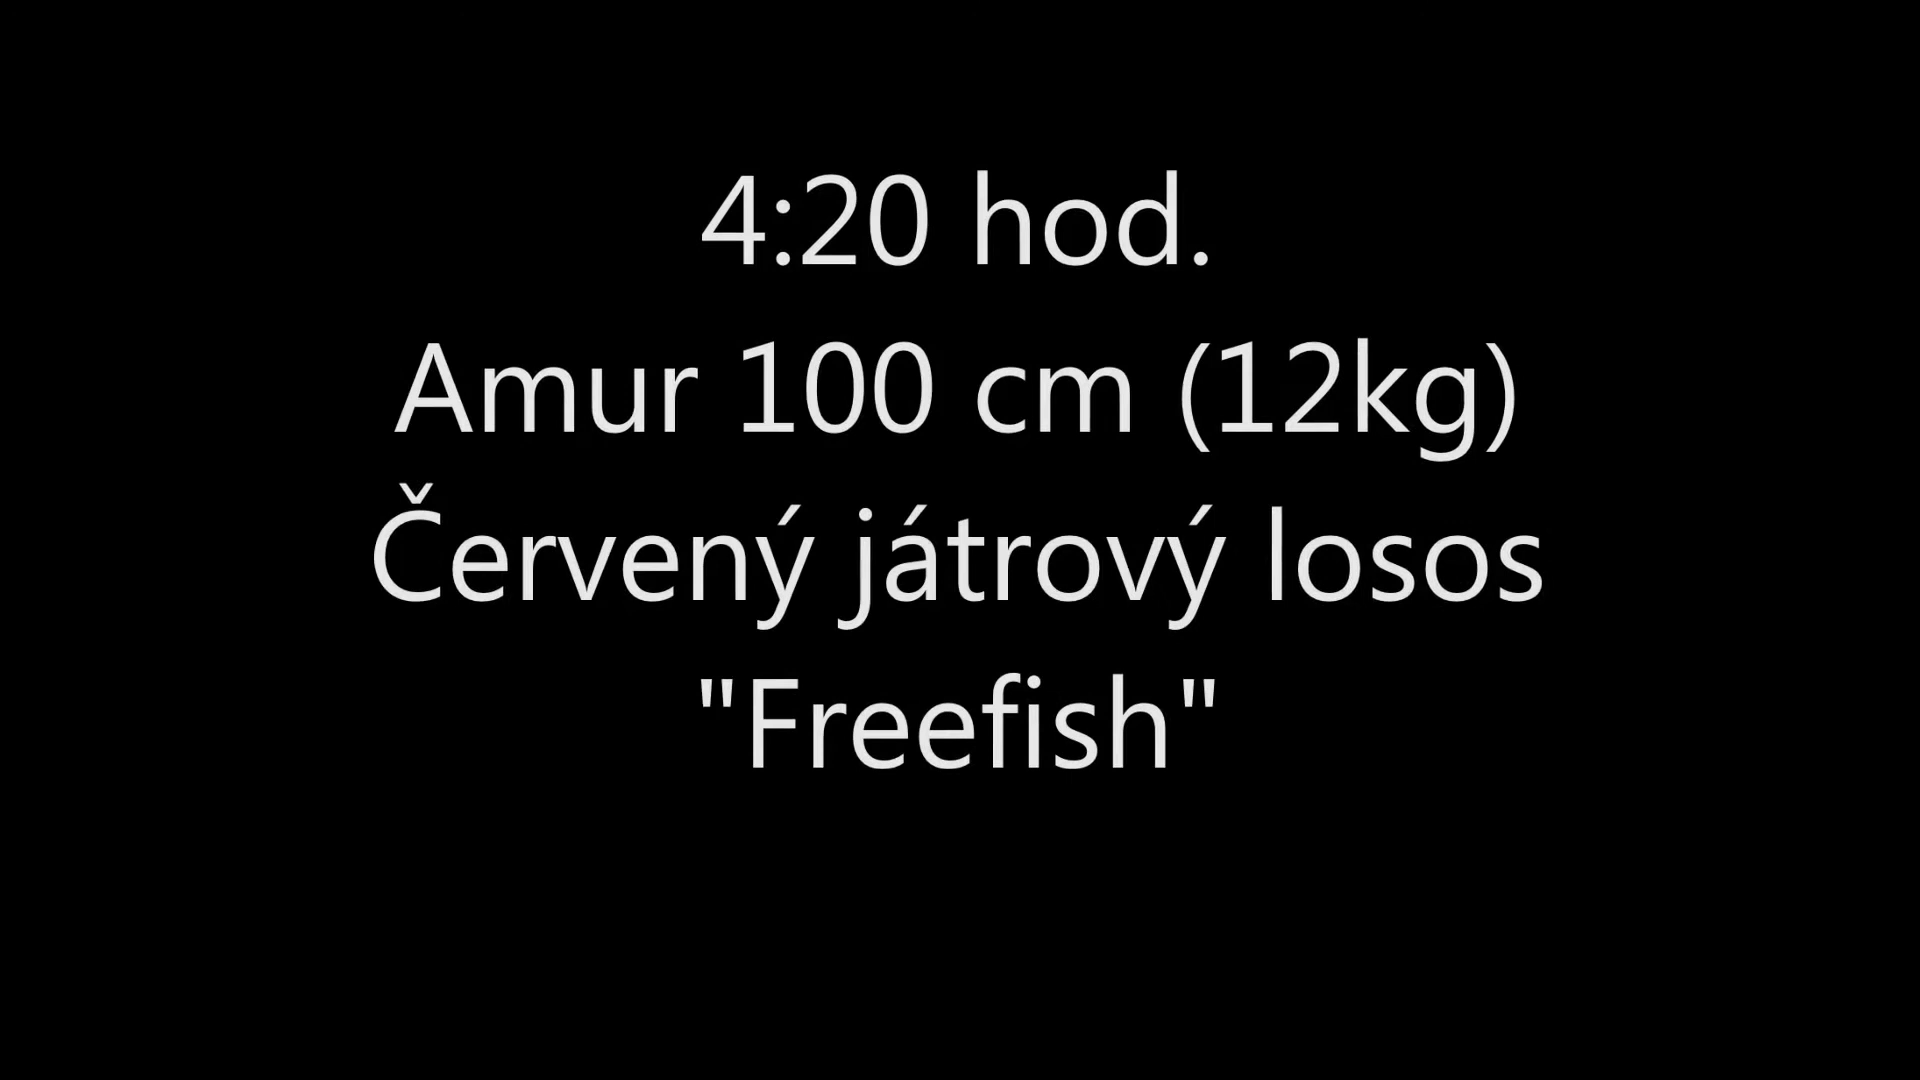 4:20 hod.
Amur 100 cm (12kg)
Červený játrový losos
"Freefish"